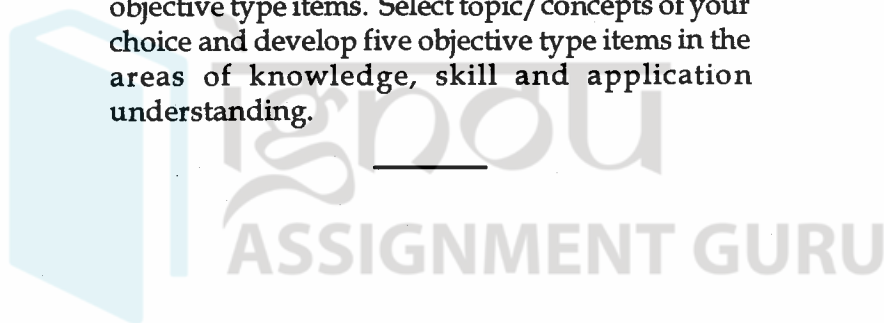 objective type items. Select topic/concepts of your
choice and develop five objective type items in the
areas of knowledge, skill and application
understanding.
ignou
ASSIGNMENT GURU